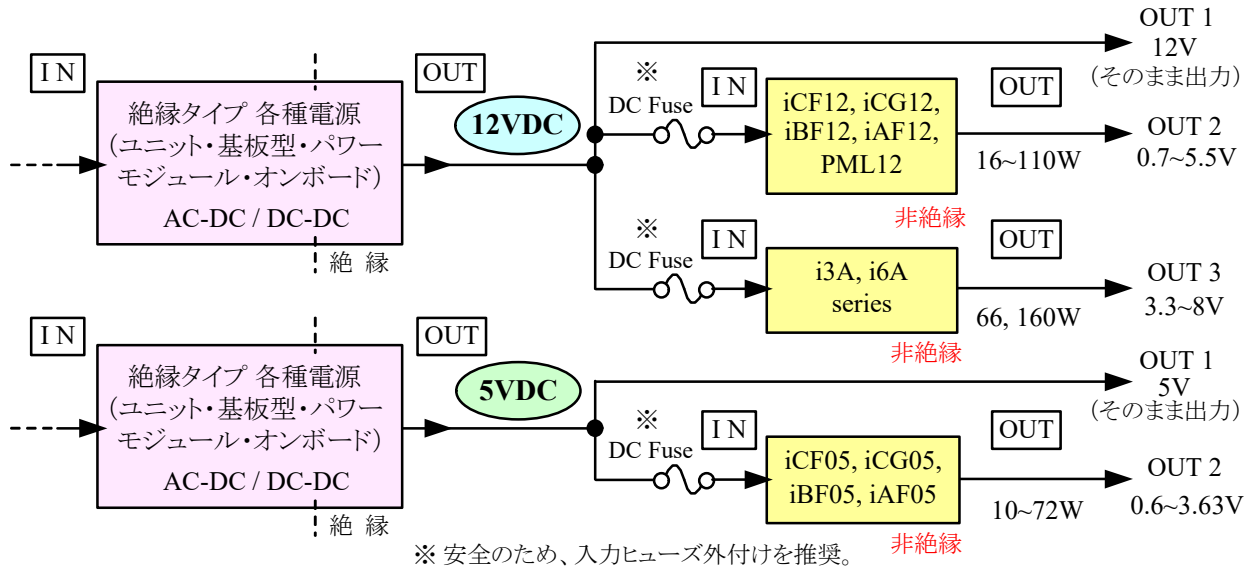 I N
絶縁タイプ 各種電源
(ユニット・基板型・パワー
モジュール・オンボード)
AC-DC / DC-DC
絶 縁
OUT
12VDC
OUT 1
12V
(そのまま出力)
※
DC Fuse
I N
iCF12, iCG12,
iBF12, iAF12,
PML12
非絶縁
OUT
16~110W
OUT 2
0.7~5.5V
※
DC Fuse
I N
i3A, i6A
series
非絶縁
OUT
66, 160W
OUT 3
3.3~8V
I N
絶縁タイプ 各種電源
(ユニット・基板型・パワー
モジュール・オンボード)
AC-DC / DC-DC
絶 縁
OUT
5VDC
OUT 1
5V
(そのまま出力)
※
DC Fuse
I N
iCF05, iCG05,
iBF05, iAF05
非絶縁
OUT
10~72W
OUT 2
0.6~3.63V
※ 安全のため、入力ヒューズ外付けを推奨。